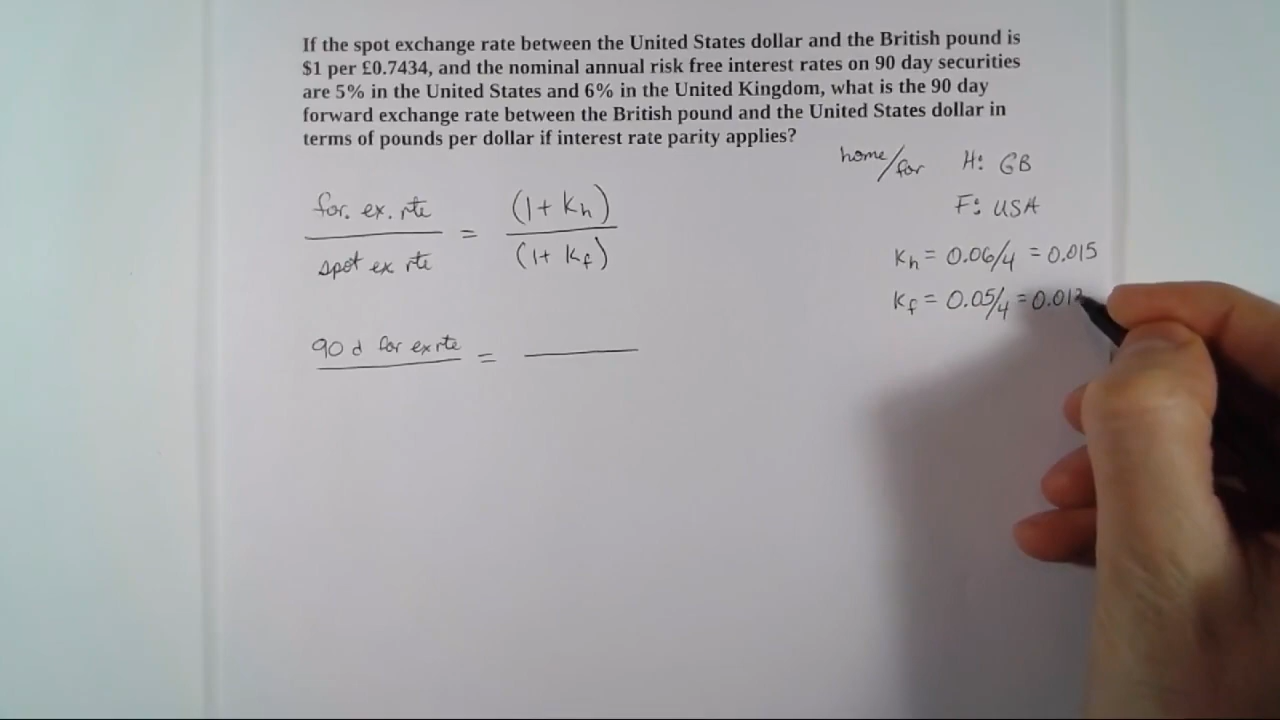 If the spot exchange rate between the United States dollar and the British pound is
$1 per £0.7434, and the nominal annual risk free interest rates on 90 day securities
are 5% in the United States and 6% in the United Kingdom, what is the 90 day
forward exchange rate between the British pound and the United States dollar in
terms of pounds per dollar if interest rate parity applies?
home/for H: GB
F: USA
for. ex. rte / spot ex rte = (1 + Kh) / (1 + Kf)
Kh = 0.06/4 = 0.015
Kf = 0.05/4 = 0.012
90 d for ex rte =